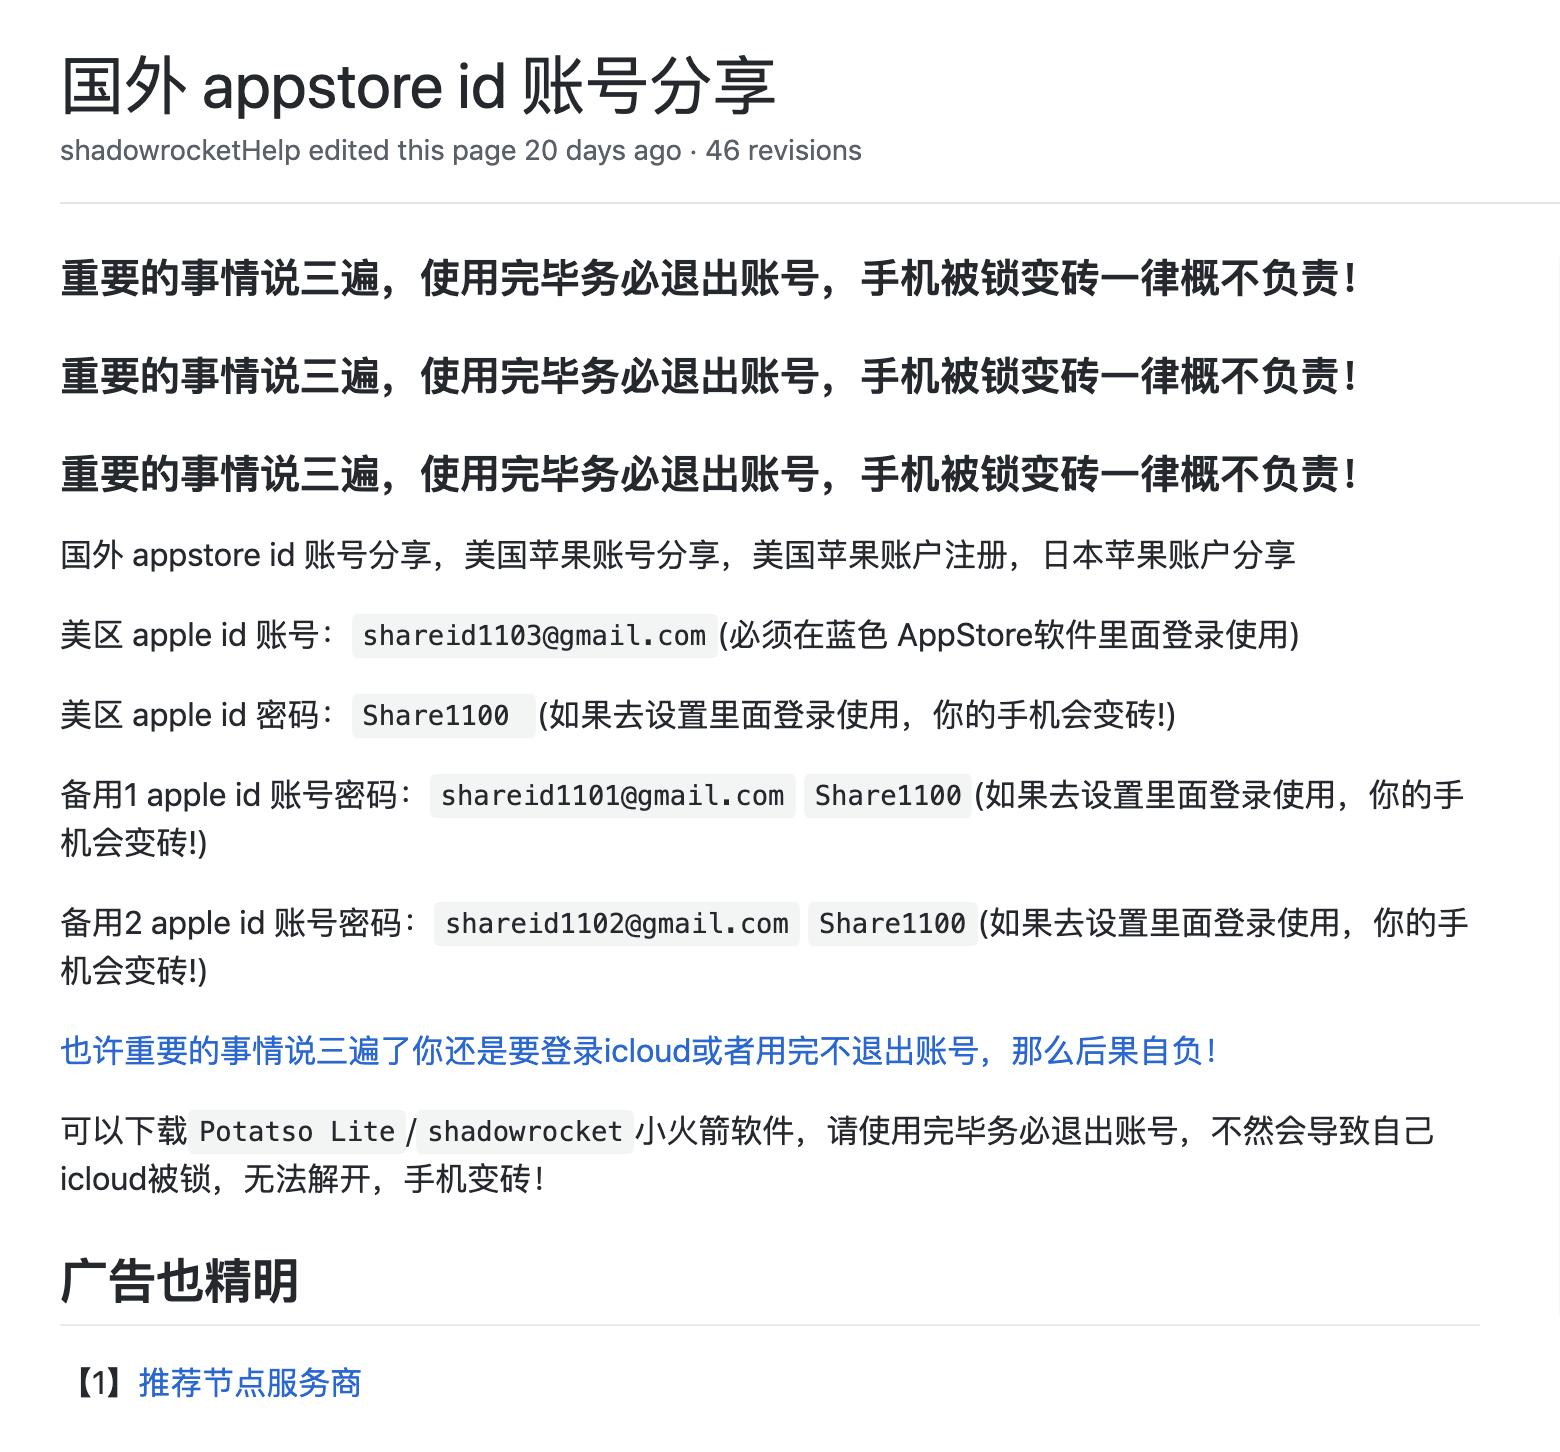 国外 appstore id 账号分享
shadowrocketHelp edited this page 20 days ago · 46 revisions
重要的事情说三遍，使用完毕务必退出账号，手机被锁变砖一律概不负责！
重要的事情说三遍，使用完毕务必退出账号，手机被锁变砖一律概不负责！
重要的事情说三遍，使用完毕务必退出账号，手机被锁变砖一律概不负责！
国外 appstore id 账号分享，美国苹果账号分享，美国苹果账户注册，日本苹果账户分享
美区 apple id 账号： shareid1103@gmail.com (必须在蓝色 AppStore软件里面登录使用)
美区 apple id 密码： Share1100 (如果去设置里面登录使用，你的手机会变砖!)
备用1 apple id 账号密码： shareid1101@gmail.com Share1100 (如果去设置里面登录使用，你的手
机会变砖!)
备用2 apple id 账号密码： shareid1102@gmail.com Share1100 (如果去设置里面登录使用，你的手
机会变砖!)
也许重要的事情说三遍了你还是要登录icloud或者用完不退出账号，那么后果自负！
可以下载 Potatso Lite / shadowrocket 小火箭软件，请使用完毕务必退出账号，不然会导致自己
icloud被锁，无法解开，手机变砖！
广告也精明
【1】推荐节点服务商